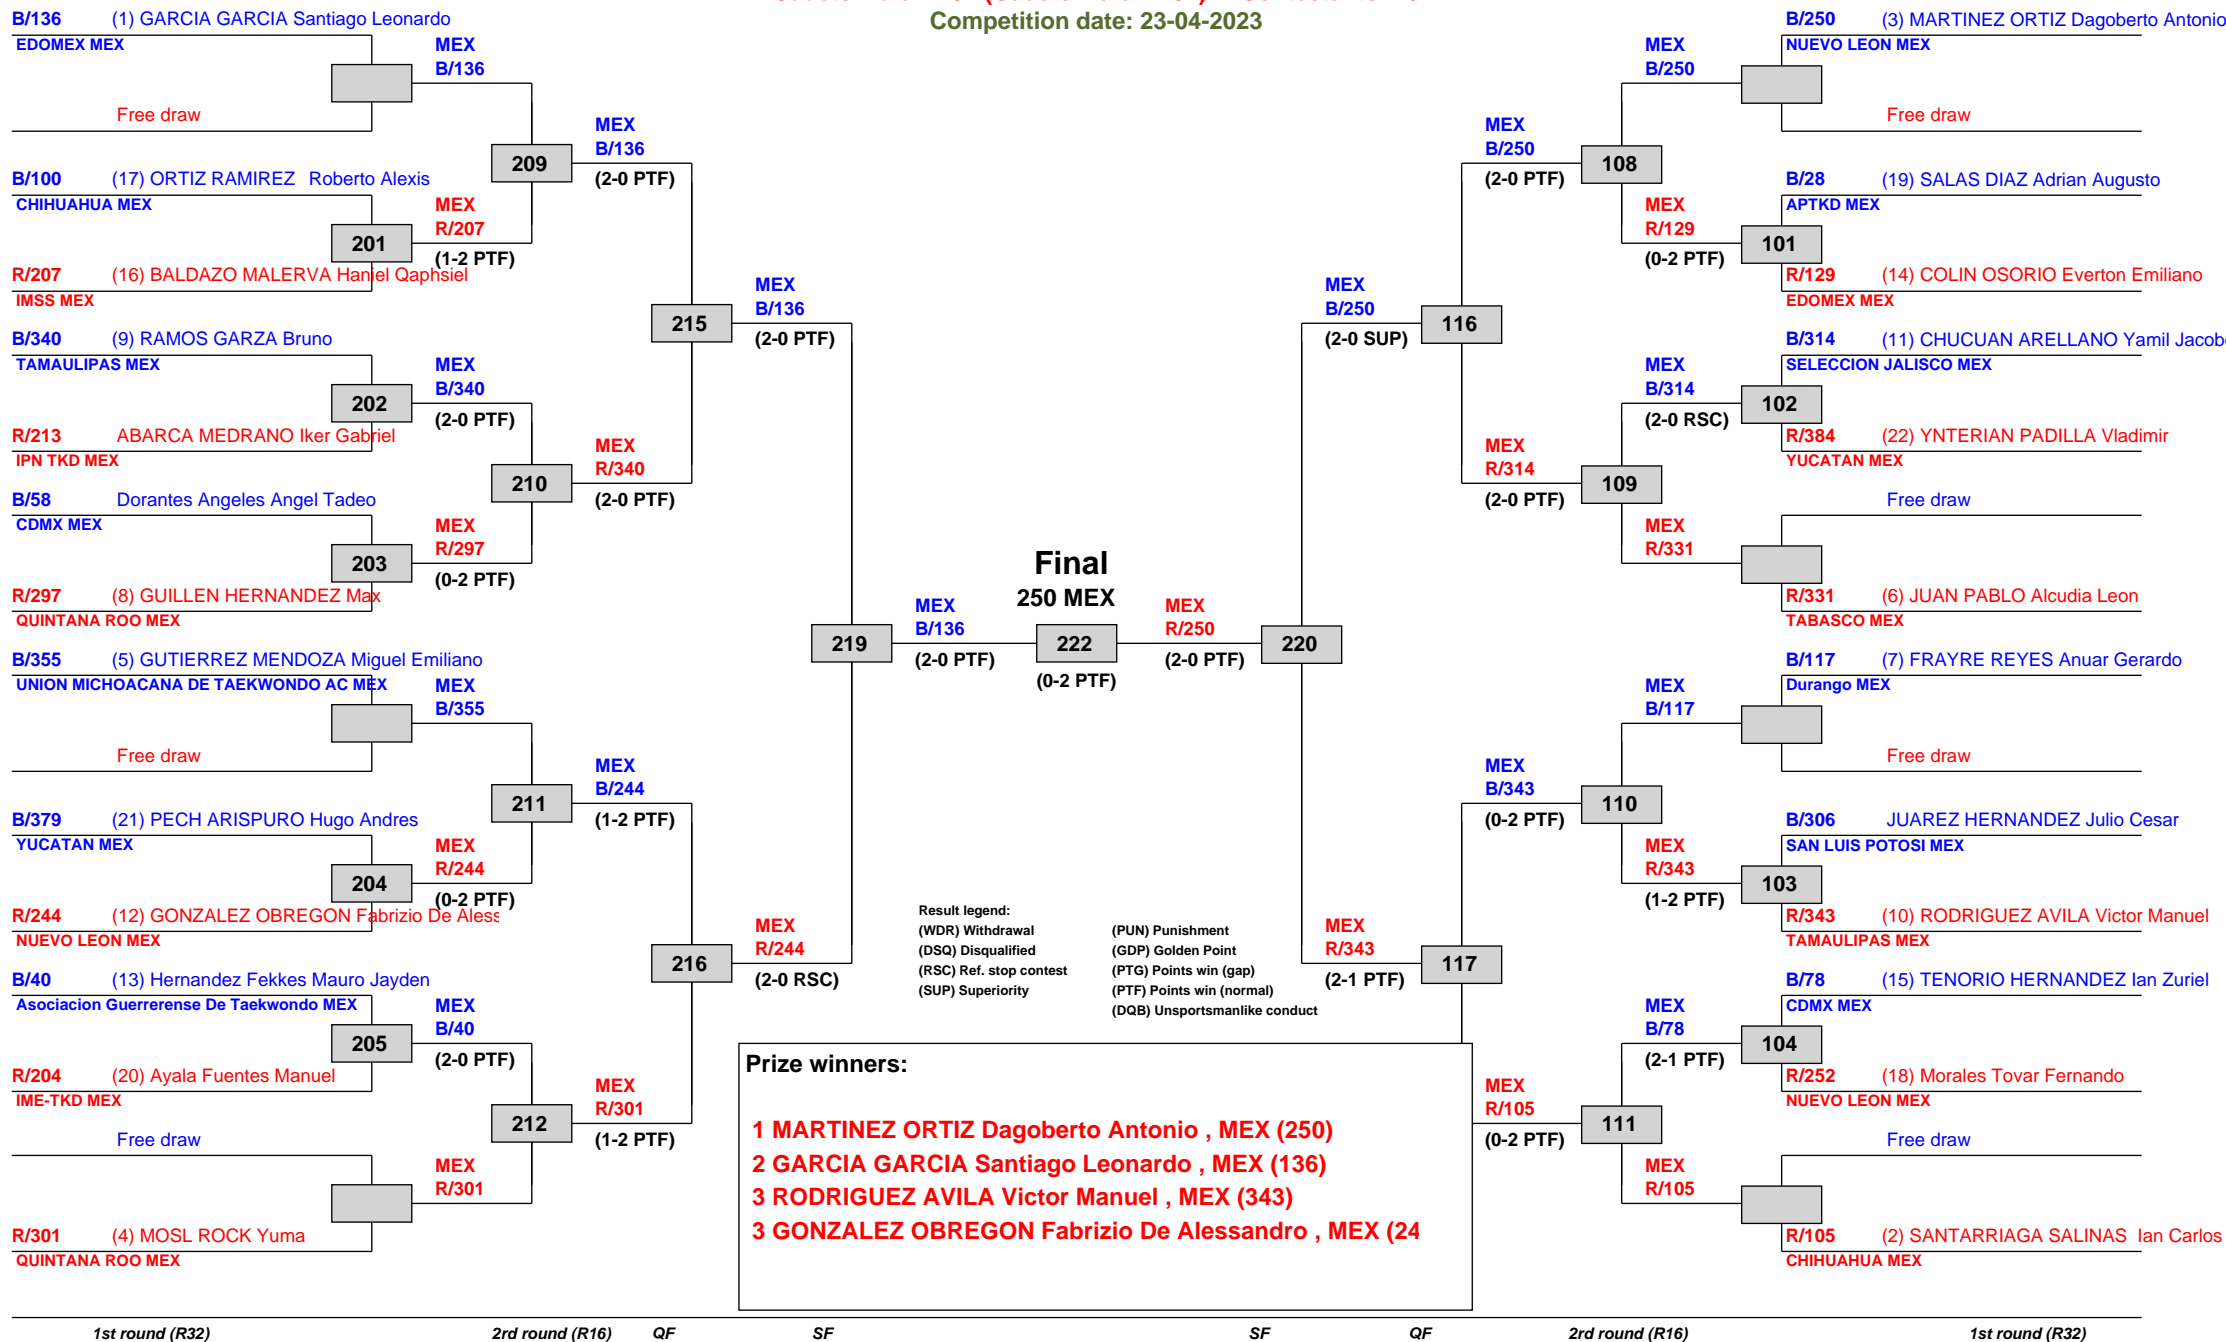 Competition date: 23-04-2023
B/136 (1) GARCIA GARCIA Santiago Leonardo
EDOMEX MEX
Free draw
MEX
B/136
B/100 (17) ORTIZ RAMIREZ Roberto Alexis
CHIHUAHUA MEX
201
R/207 (16) BALDAZO MALERVA Haniel Qaphsiel
IMSS MEX
MEX
R/207
(1-2 PTF)
209
MEX
B/136
(2-0 PTF)
B/340 (9) RAMOS GARZA Bruno
TAMAULIPAS MEX
202
R/213 ABARCA MEDRANO Iker Gabriel
IPN TKD MEX
MEX
B/340
(2-0 PTF)
B/58 Dorantes Angeles Angel Tadeo
CDMX MEX
203
R/297 (8) GUILLEN HERNANDEZ Max
QUINTANA ROO MEX
MEX
R/297
(0-2 PTF)
210
MEX
R/340
(2-0 PTF)
215
MEX
B/136
(2-0 PTF)
B/355 (5) GUTIERREZ MENDOZA Miguel Emiliano
UNION MICHOACANA DE TAEKWONDO AC MEX
Free draw
MEX
B/355
B/379 (21) PECH ARISPURO Hugo Andres
YUCATAN MEX
204
R/244 (12) GONZALEZ OBREGON Fabrizio De Aless
NUEVO LEON MEX
MEX
R/244
(0-2 PTF)
211
MEX
B/244
(1-2 PTF)
B/40 (13) Hernandez Fekkes Mauro Jayden
Asociacion Guerrerense De Taekwondo MEX
205
R/204 (20) Ayala Fuentes Manuel
IME-TKD MEX
MEX
B/40
(2-0 PTF)
Free draw
R/301 (4) MOSL ROCK Yuma
QUINTANA ROO MEX
MEX
R/301
212
MEX
R/301
(1-2 PTF)
216
MEX
R/244
(2-0 RSC)
219
MEX
B/136
(2-0 PTF)
Final
250 MEX
222
(0-2 PTF)
MEX
R/250
(2-0 PTF)
220
MEX
B/250
(2-0 SUP)
116
MEX
B/250
(2-0 PTF)
108
MEX
B/250
B/250 (3) MARTINEZ ORTIZ Dagoberto Antonio
NUEVO LEON MEX
Free draw
MEX
R/129
(0-2 PTF)
101
B/28 (19) SALAS DIAZ Adrian Augusto
APTKD MEX
R/129 (14) COLIN OSORIO Everton Emiliano
EDOMEX MEX
MEX
R/314
(2-0 PTF)
109
MEX
B/314
(2-0 RSC)
102
B/314 (11) CHUCUAN ARELLANO Yamil Jacob
SELECCION JALISCO MEX
R/384 (22) YNTERIAN PADILLA Vladimir
YUCATAN MEX
MEX
R/331
Free draw
R/331 (6) JUAN PABLO Alcudia Leon
TABASCO MEX
MEX
R/343
(2-1 PTF)
117
MEX
B/343
(0-2 PTF)
110
MEX
B/117
B/117 (7) FRAYRE REYES Anuar Gerardo
Durango MEX
Free draw
MEX
R/343
(1-2 PTF)
103
B/306 JUAREZ HERNANDEZ Julio Cesar
SAN LUIS POTOSI MEX
R/343 (10) RODRIGUEZ AVILA Victor Manuel
TAMAULIPAS MEX
MEX
R/105
(0-2 PTF)
111
MEX
B/78
(2-1 PTF)
104
B/78 (15) TENORIO HERNANDEZ Ian Zuriel
CDMX MEX
R/252 (18) Morales Tovar Fernando
NUEVO LEON MEX
MEX
R/105
Free draw
R/105 (2) SANTARRIAGA SALINAS Ian Carlos
CHIHUAHUA MEX
Result legend:
(WDR) Withdrawal (PUN) Punishment
(DSQ) Disqualified (GDP) Golden Point
(RSC) Ref. stop contest (PTG) Points win (gap)
(SUP) Superiority (PTF) Points win (normal)
(DQB) Unsportsmanlike conduct
Prize winners:
1 MARTINEZ ORTIZ Dagoberto Antonio , MEX (250)
2 GARCIA GARCIA Santiago Leonardo , MEX (136)
3 RODRIGUEZ AVILA Victor Manuel , MEX (343)
3 GONZALEZ OBREGON Fabrizio De Alessandro , MEX (24
1st round (R32) 2rd round (R16) QF SF SF QF 2rd round (R16) 1st round (R32)